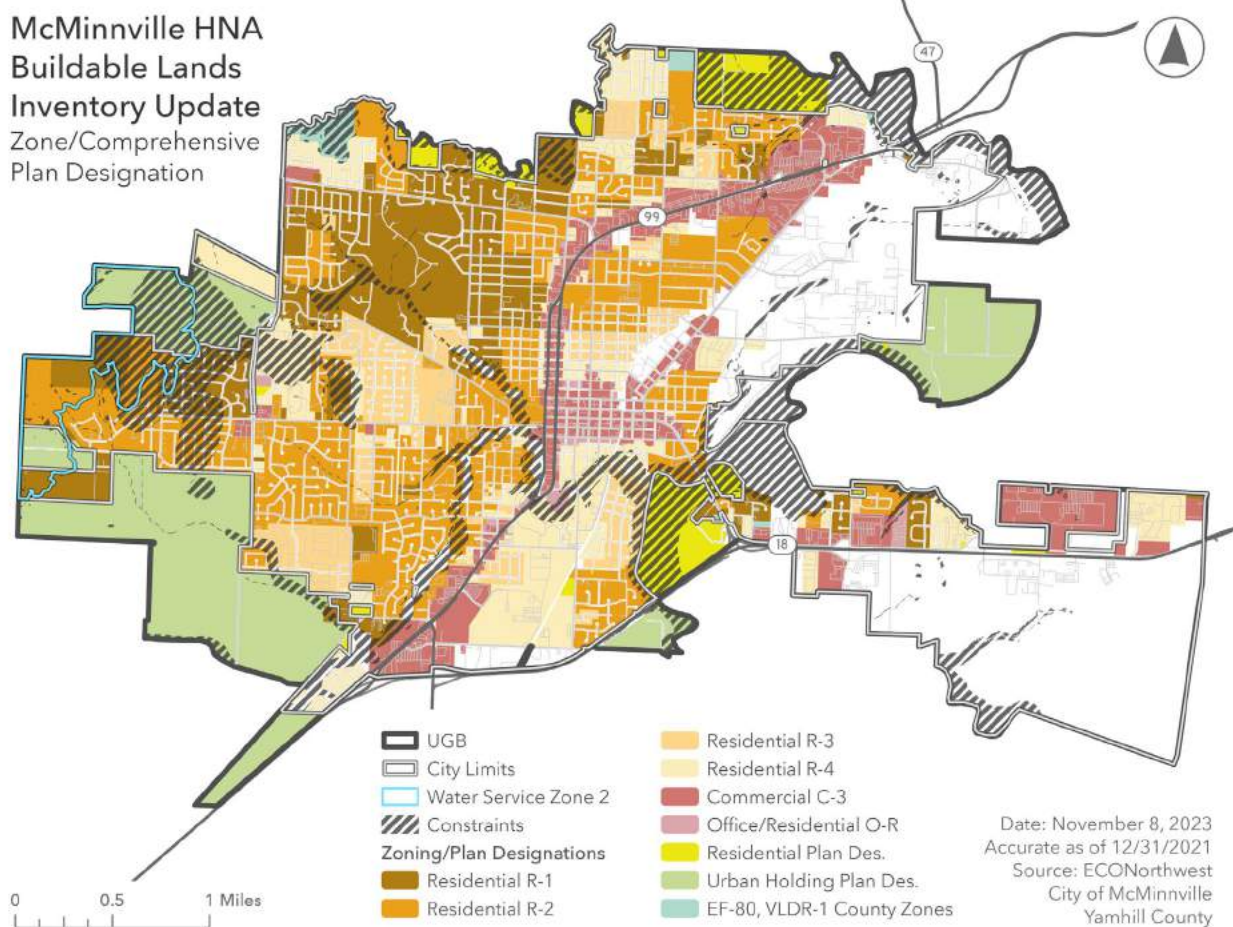 McMinnville HNA
Buildable Lands
Inventory Update
Zone/Comprehensive
Plan Designation
47
99
18
UGB
City Limits
Water Service Zone 2
Constraints
Zoning/Plan Designations
Residential R-1
Residential R-2
Residential R-3
Residential R-4
Commercial C-3
Office/Residential O-R
Residential Plan Des.
Urban Holding Plan Des.
EF-80, VLDR-1 County Zones
0 0.5 1 Miles
Date: November 8, 2023
Accurate as of 12/31/2021
Source: ECONorthwest
City of McMinnville
Yamhill County